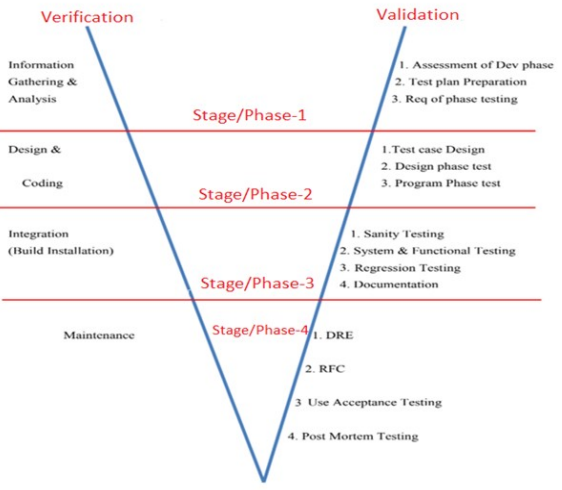 Verification
Validation
Information
Gathering &
Analysis
1. Assessment of Dev phase
2. Test plan Preparation
3. Req of phase testing
Stage/Phase-1
Design &
Coding
1.Test case Design
2. Design phase test
3. Program Phase test
Stage/Phase-2
Integration
(Build Installation)
1. Sanity Testing
2. System & Functional Testing
3. Regression Testing
4. Documentation
Stage/Phase-3
Maintenance
Stage/Phase-4
1. DRE
2. RFC
3 Use Acceptance Testing
4. Post Mortem Testing